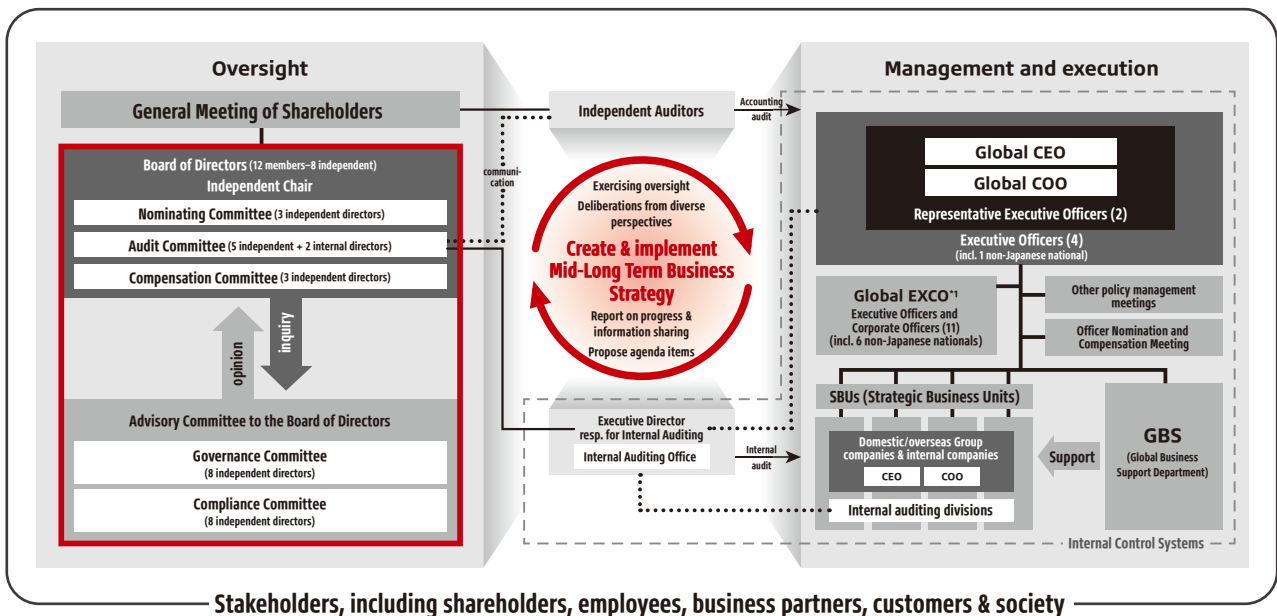 Oversight
General Meeting of Shareholders
Board of Directors (12 members–8 independent)
Independent Chair
Nominating Committee (3 independent directors)
Audit Committee (5 independent + 2 internal directors)
Compensation Committee (3 independent directors)
opinion
inquiry
Advisory Committee to the Board of Directors
Governance Committee
(8 independent directors)
Compliance Committee
(8 independent directors)
communi-
cation
Independent Auditors
Accounting
audit
Exercising oversight
Deliberations from diverse
perspectives
Create & implement
Mid-Long Term Business
Strategy
Report on progress &
information sharing
Propose agenda items
Executive Director
resp. for Internal Auditing
Internal Auditing Office
Internal
audit
Management and execution
Global CEO
Global COO
Representative Executive Officers (2)
Executive Officers (4)
(incl. 1 non-Japanese national)
Global EXCO*1
Executive Officers and
Corporate Officers (11)
(incl. 6 non-Japanese nationals)
Other policy management
meetings
Officer Nomination and
Compensation Meeting
SBUs (Strategic Business Units)
Domestic/overseas Group
companies & internal companies
CEO
COO
Internal auditing divisions
Support
GBS
(Global Business
Support Department)
Internal Control Systems
Stakeholders, including shareholders, employees, business partners, customers & society